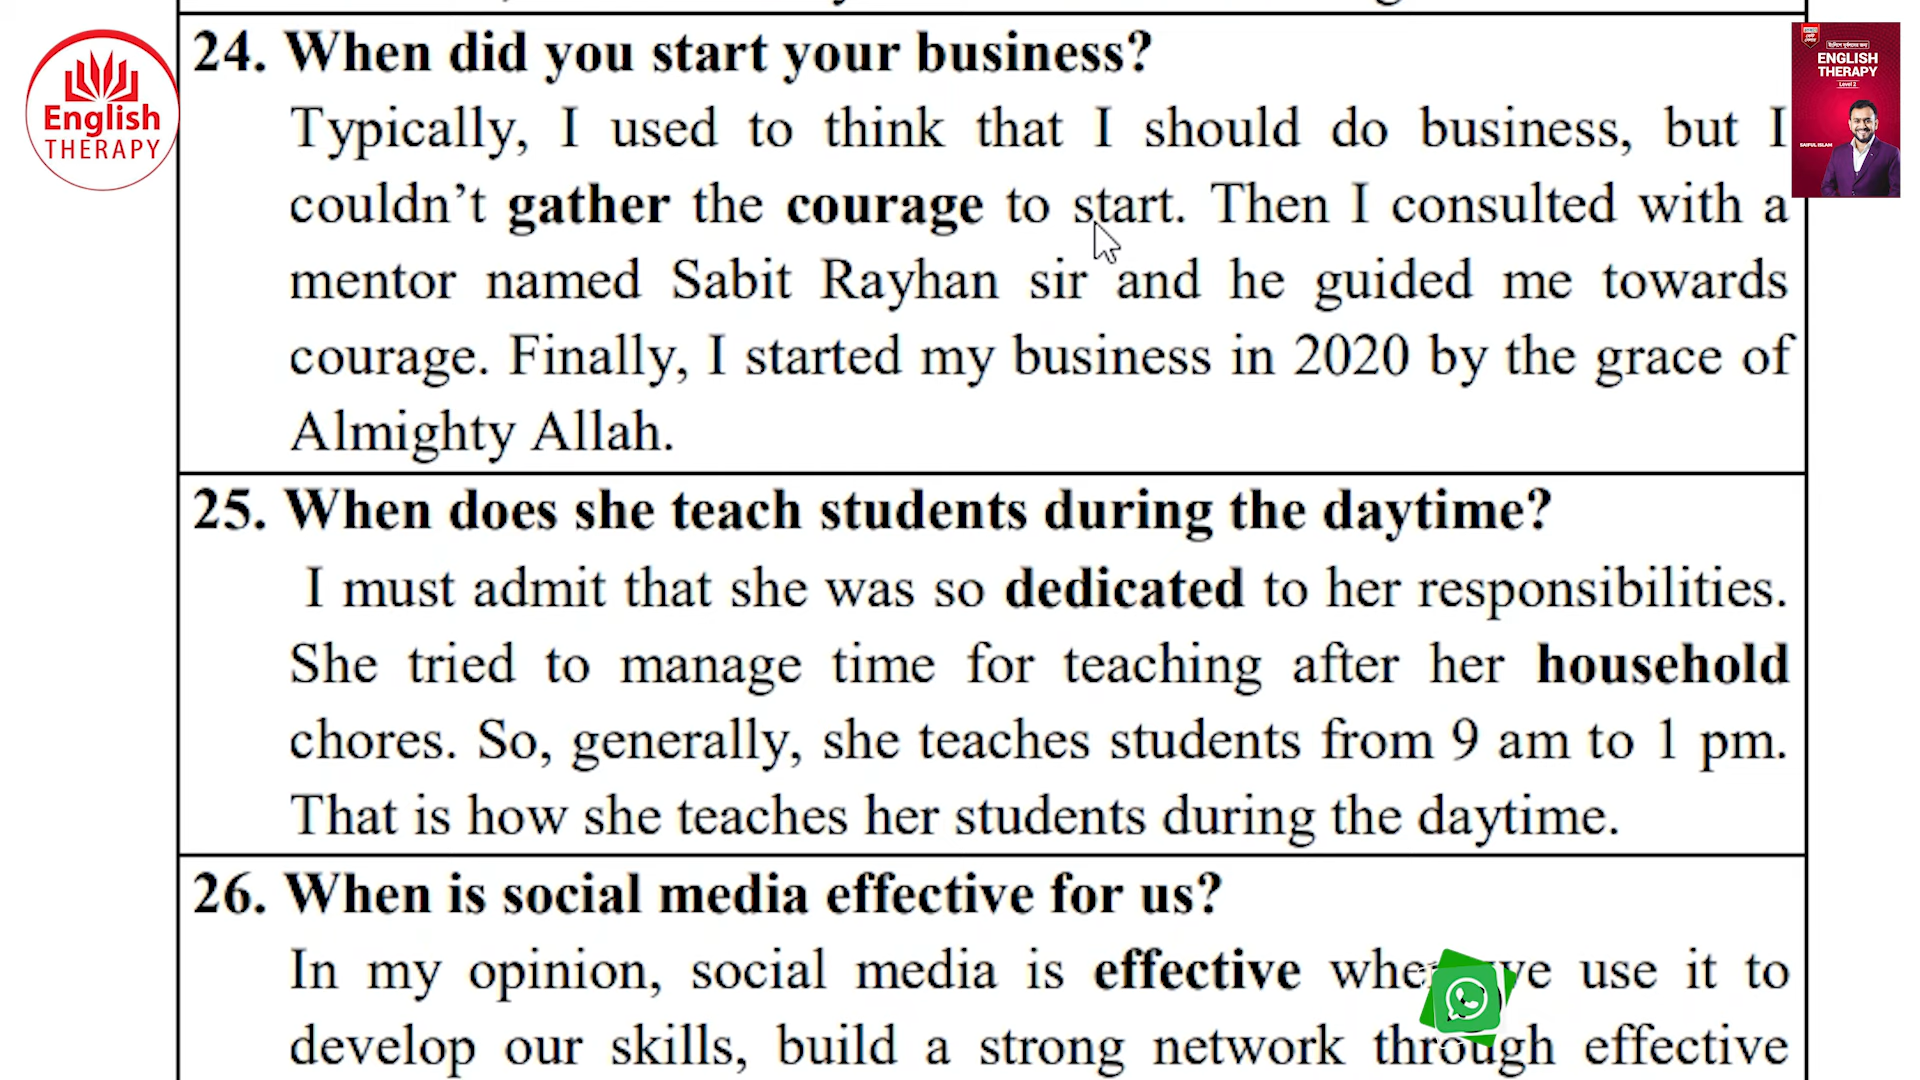 English
THERAPY
ENGLISH
THERAPY
Level 2
SAIFUL ISLAM
24. When did you start your business?
Typically, I used to think that I should do business, but I
couldn’t gather the courage to start. Then I consulted with a
mentor named Sabit Rayhan sir and he guided me towards
courage. Finally, I started my business in 2020 by the grace of
Almighty Allah.
25. When does she teach students during the daytime?
I must admit that she was so dedicated to her responsibilities.
She tried to manage time for teaching after her household
chores. So, generally, she teaches students from 9 am to 1 pm.
That is how she teaches her students during the daytime.
26. When is social media effective for us?
In my opinion, social media is effective use it to
develop our skills, build a strong network through effective